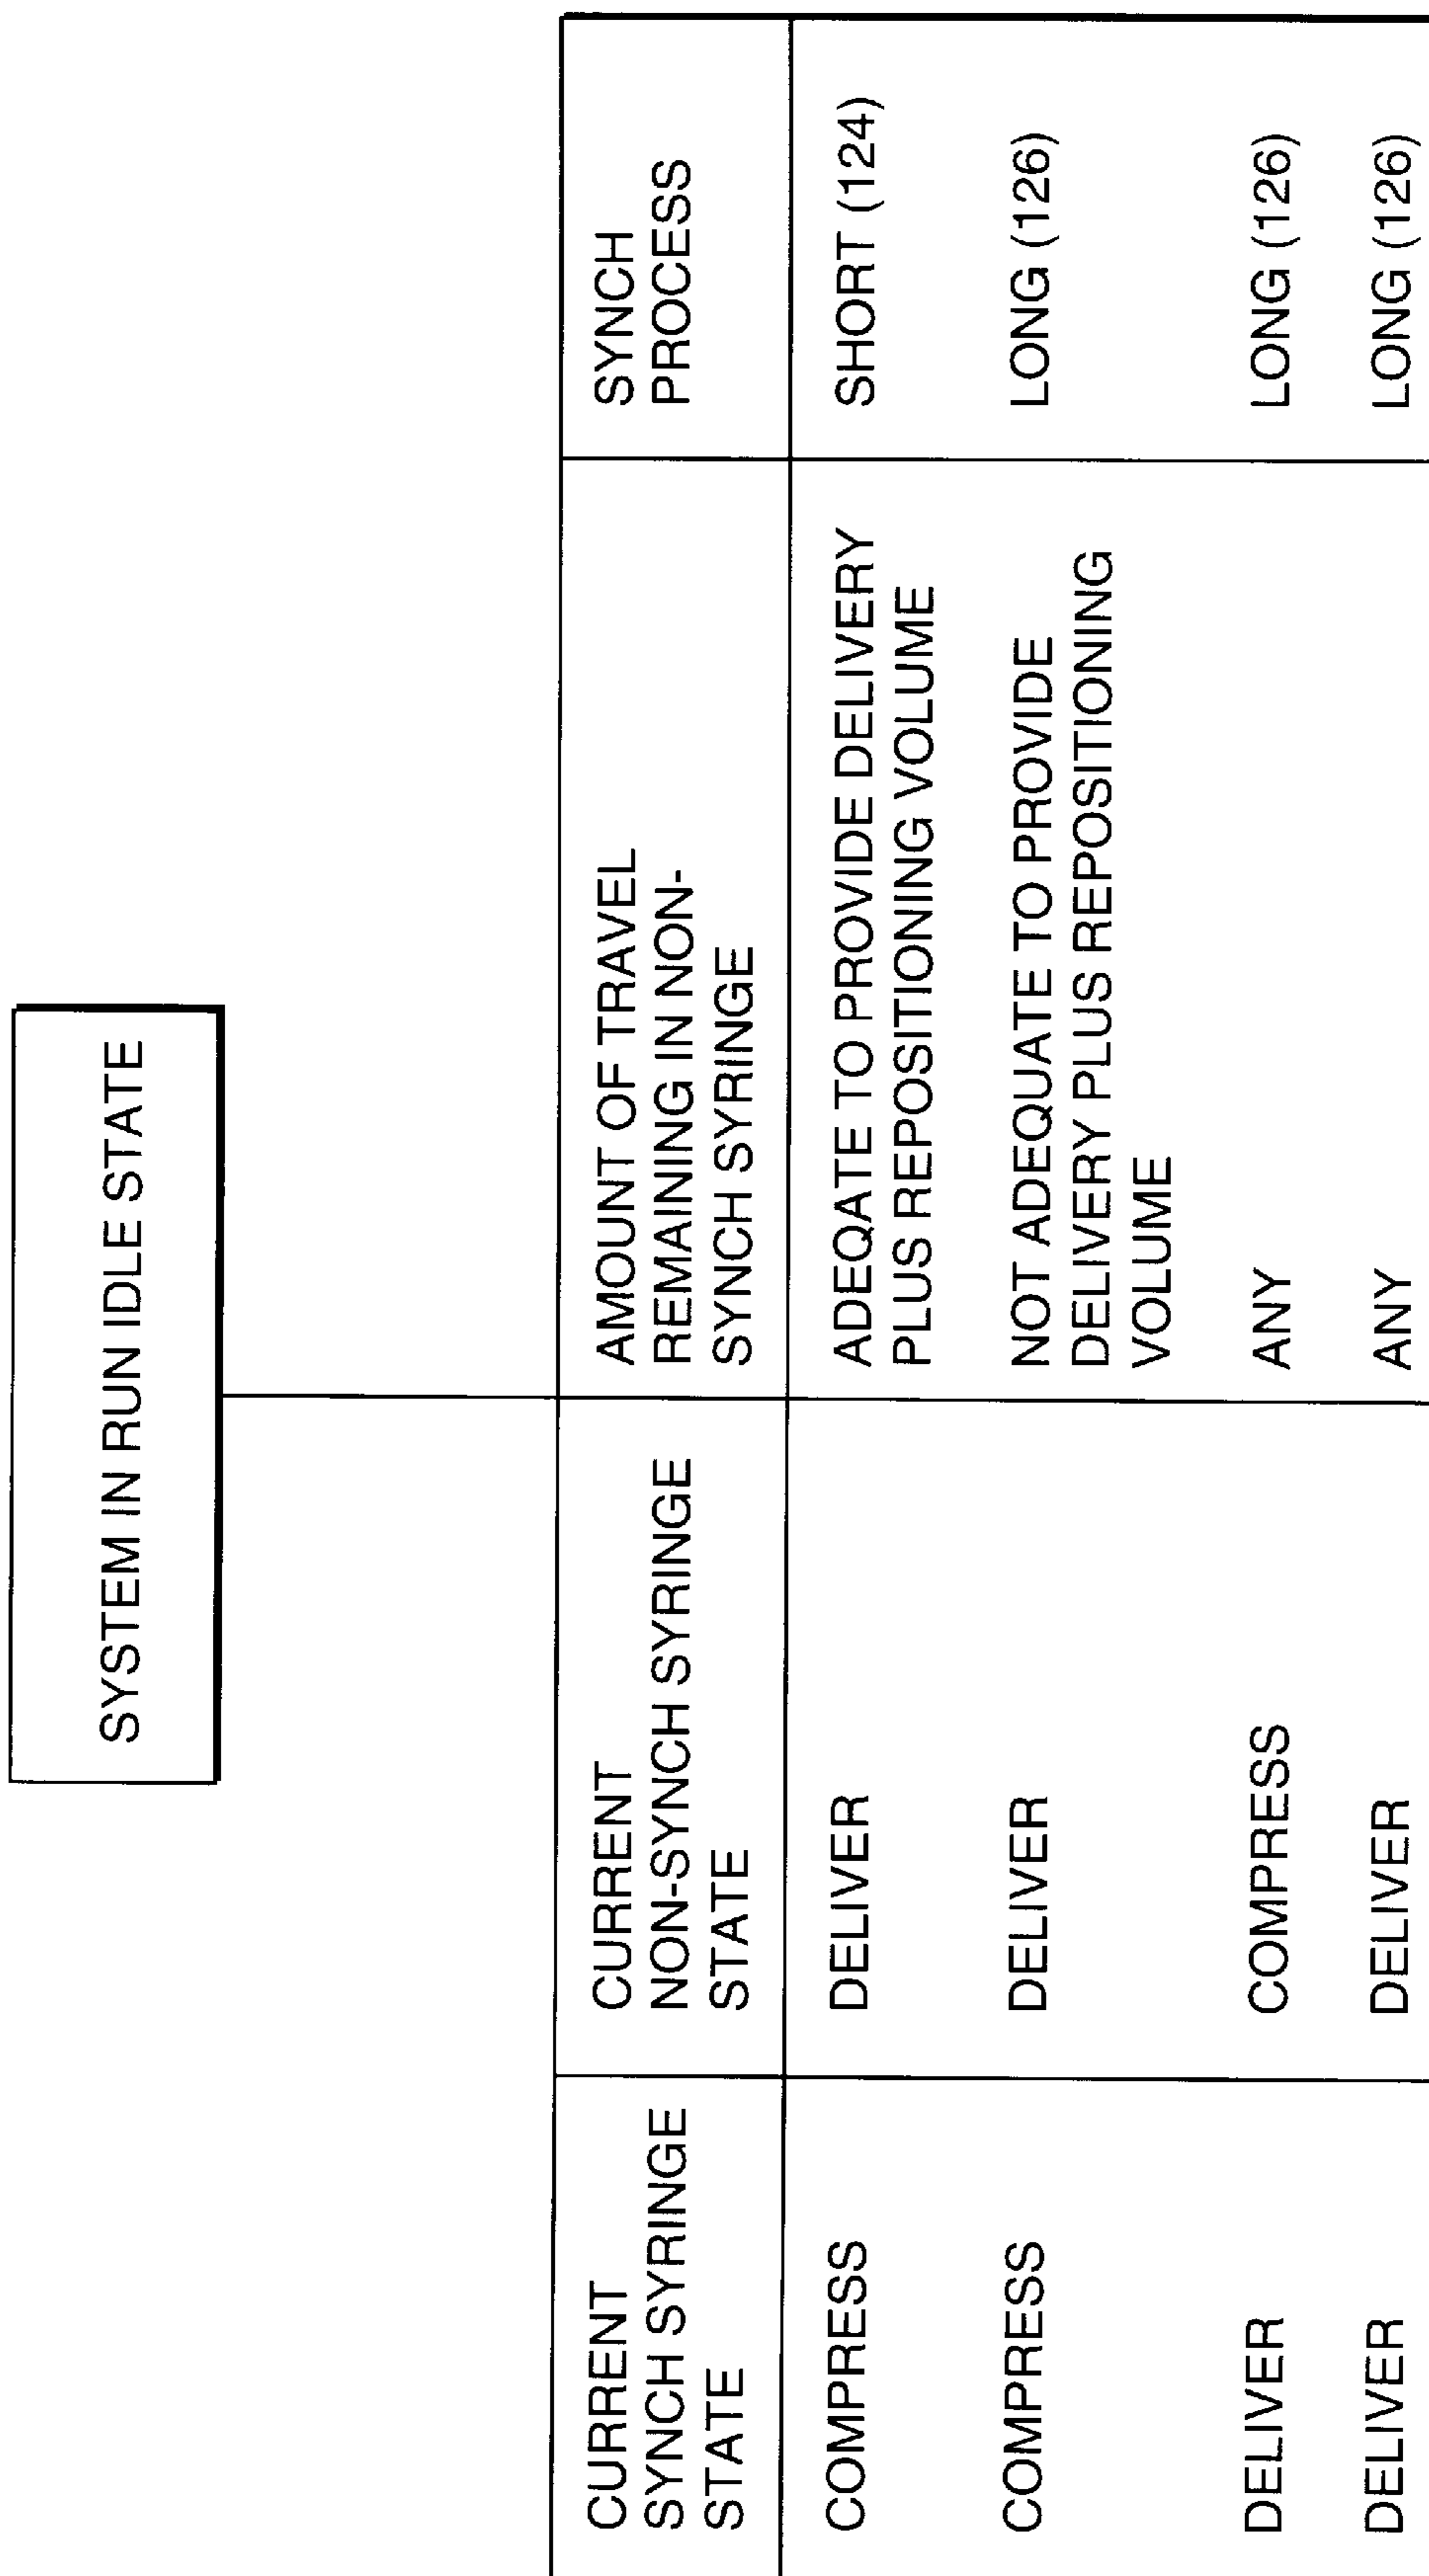 SYSTEM IN RUN IDLE STATE
CURRENT
SYNCH SYRINGE
STATE
CURRENT
NON-SYNCH SYRINGE
STATE
AMOUNT OF TRAVEL
REMAINING IN NON-
SYNCH SYRINGE
SYNCH
PROCESS
COMPRESS
DELIVER
ADEQATE TO PROVIDE DELIVERY
PLUS REPOSITIONING VOLUME
SHORT (124)
COMPRESS
DELIVER
NOT ADEQUATE TO PROVIDE
DELIVERY PLUS REPOSITIONING
VOLUME
LONG (126)
DELIVER
COMPRESS
ANY
LONG (126)
DELIVER
DELIVER
ANY
LONG (126)